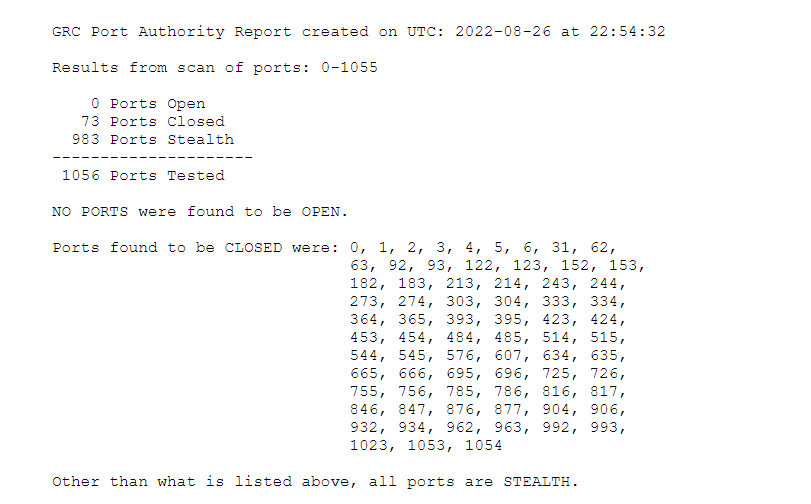 GRC Port Authority Report created on UTC: 2022-08-26 at 22:54:32
Results from scan of ports: 0-1055
0 Ports Open
73 Ports Closed
983 Ports Stealth
---------------------
1056 Ports Tested
NO PORTS were found to be OPEN.
Ports found to be CLOSED were: 0, 1, 2, 3, 4, 5, 6, 31, 62,
63, 92, 93, 122, 123, 152, 153,
182, 183, 213, 214, 243, 244,
273, 274, 303, 304, 333, 334,
364, 365, 393, 395, 423, 424,
453, 454, 484, 485, 514, 515,
544, 545, 576, 607, 634, 635,
665, 666, 695, 696, 725, 726,
755, 756, 785, 786, 816, 817,
846, 847, 876, 877, 904, 906,
932, 934, 962, 963, 992, 993,
1023, 1053, 1054
Other than what is listed above, all ports are STEALTH.